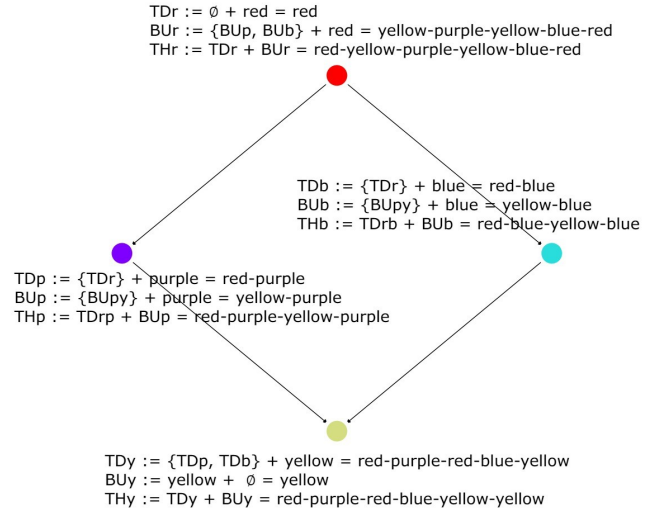 TDr := ∅ + red = red
BUr := {BUp, BUb} + red = yellow-purple-yellow-blue-red
THr := TDr + BUr = red-yellow-purple-yellow-blue-red
TDb := {TDr} + blue = red-blue
BUb := {BUpy} + blue = yellow-blue
THb := TDrb + BUb = red-blue-yellow-blue
TDp := {TDr} + purple = red-purple
BUp := {BUpy} + purple = yellow-purple
THp := TDrp + BUp = red-purple-yellow-purple
TDy := {TDp, TDb} + yellow = red-purple-red-blue-yellow
BUy := yellow + ∅ = yellow
THy := TDy + BUy = red-purple-red-blue-yellow-yellow